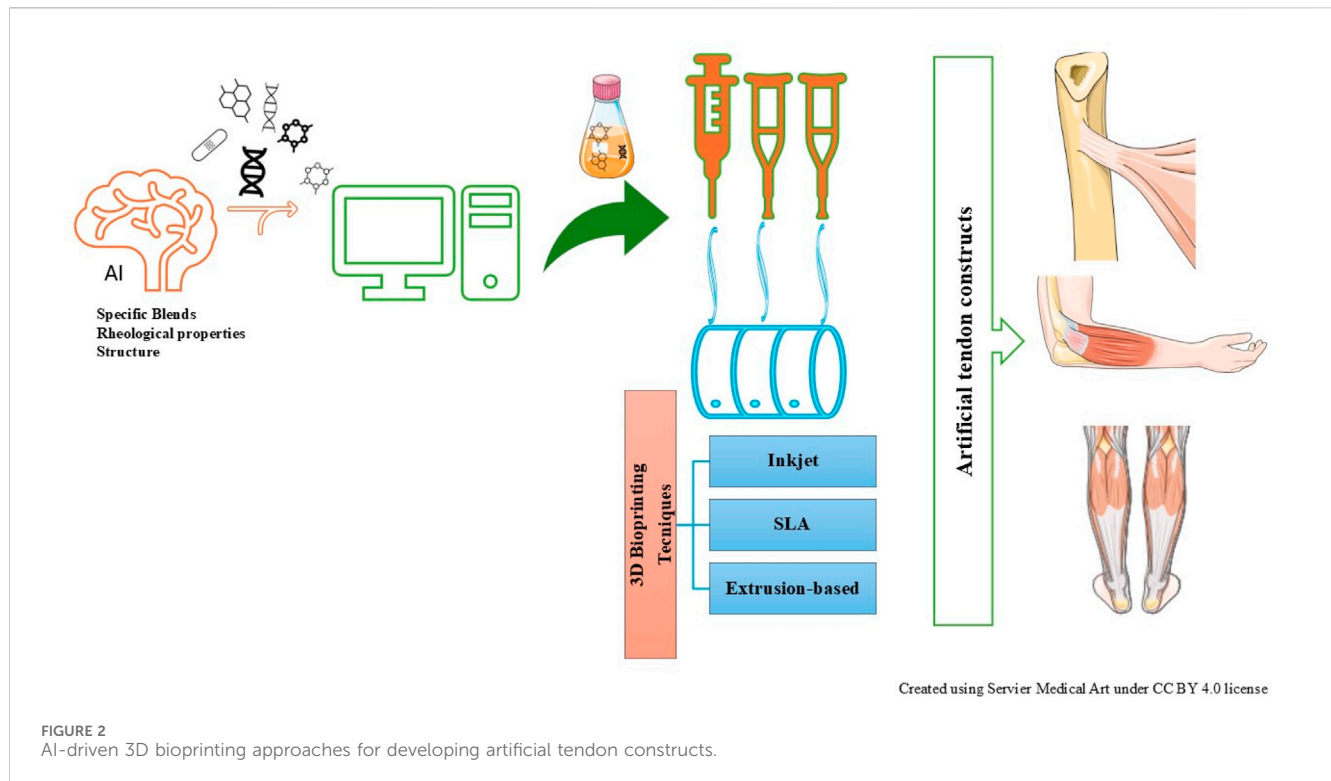 AI
Specific Blends
Rheological properties
Structure
3D Bioprinting
Tecniques
Inkjet
SLA
Extrusion-based
Artificial tendon constructs
Created using Servier Medical Art under CC BY 4.0 license
FIGURE 2
AI-driven 3D bioprinting approaches for developing artificial tendon constructs.